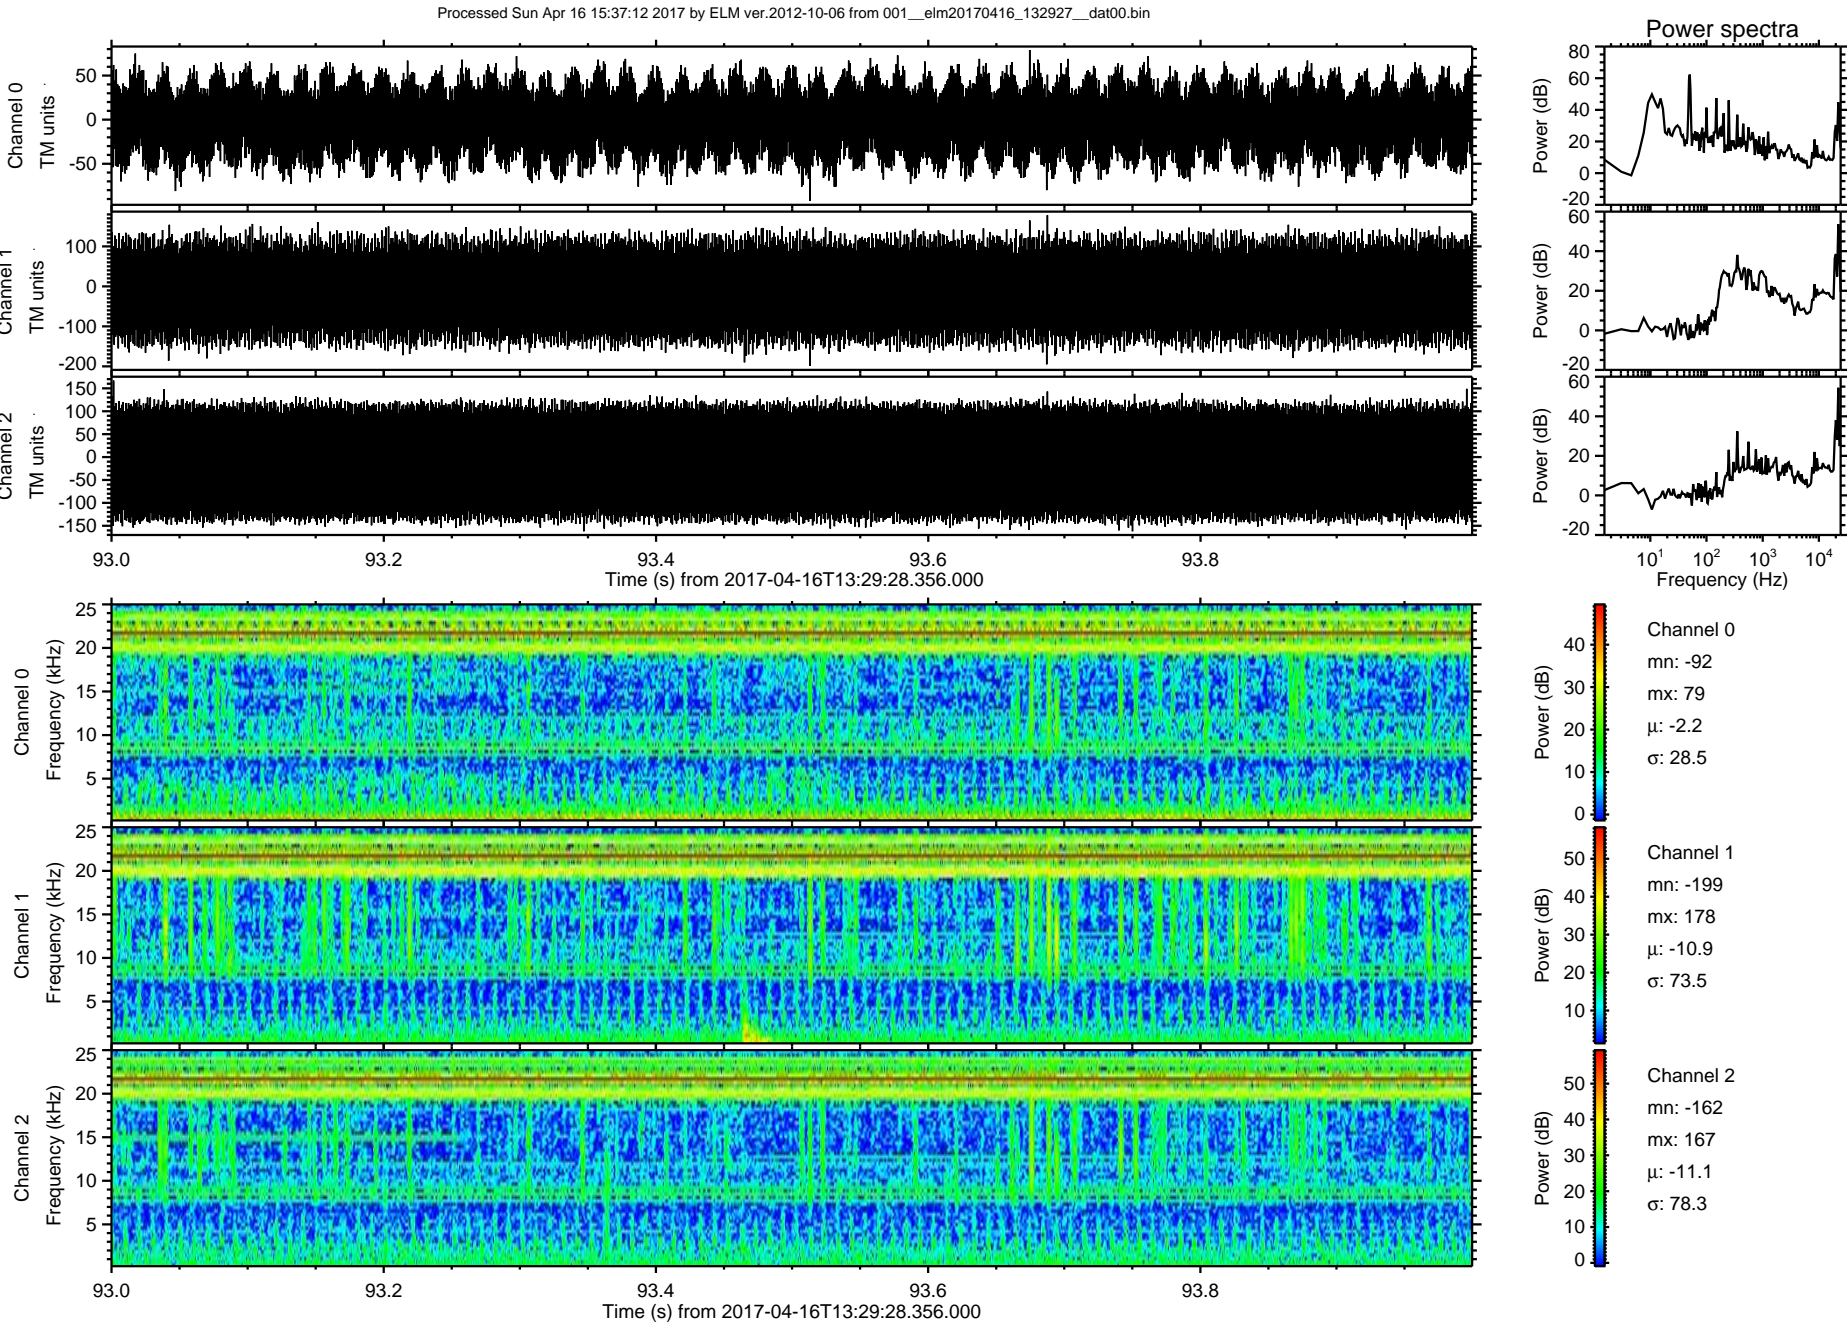 Processed Sun Apr 16 15:37:12 2017 by ELM ver.2012-10-06 from 001__elm20170416_132927__dat00.bin
Power spectra
Channel 0
TM units
50
0
-50
Power (dB)
80
60
40
20
0
-20
Channel 1
TM units
100
0
-100
-200
Power (dB)
60
40
20
0
-20
Channel 2
TM units
150
100
50
0
-50
-100
-150
Power (dB)
60
40
20
0
-20
93.0 93.2 93.4 93.6 93.8
Time (s) from 2017-04-16T13:29:28.356.000
10^1 10^2 10^3 10^4
Frequency (Hz)
Channel 0
Frequency (kHz)
25
20
15
10
5
Power (dB)
40
30
20
10
0
Channel 0
mn: -92
mx: 79
μ: -2.2
σ: 28.5
Channel 1
Frequency (kHz)
25
20
15
10
5
Power (dB)
50
40
30
20
10
Channel 1
mn: -199
mx: 178
μ: -10.9
σ: 73.5
Channel 2
Frequency (kHz)
25
20
15
10
5
Power (dB)
50
40
30
20
10
0
Channel 2
mn: -162
mx: 167
μ: -11.1
σ: 78.3
93.0 93.2 93.4 93.6 93.8
Time (s) from 2017-04-16T13:29:28.356.000